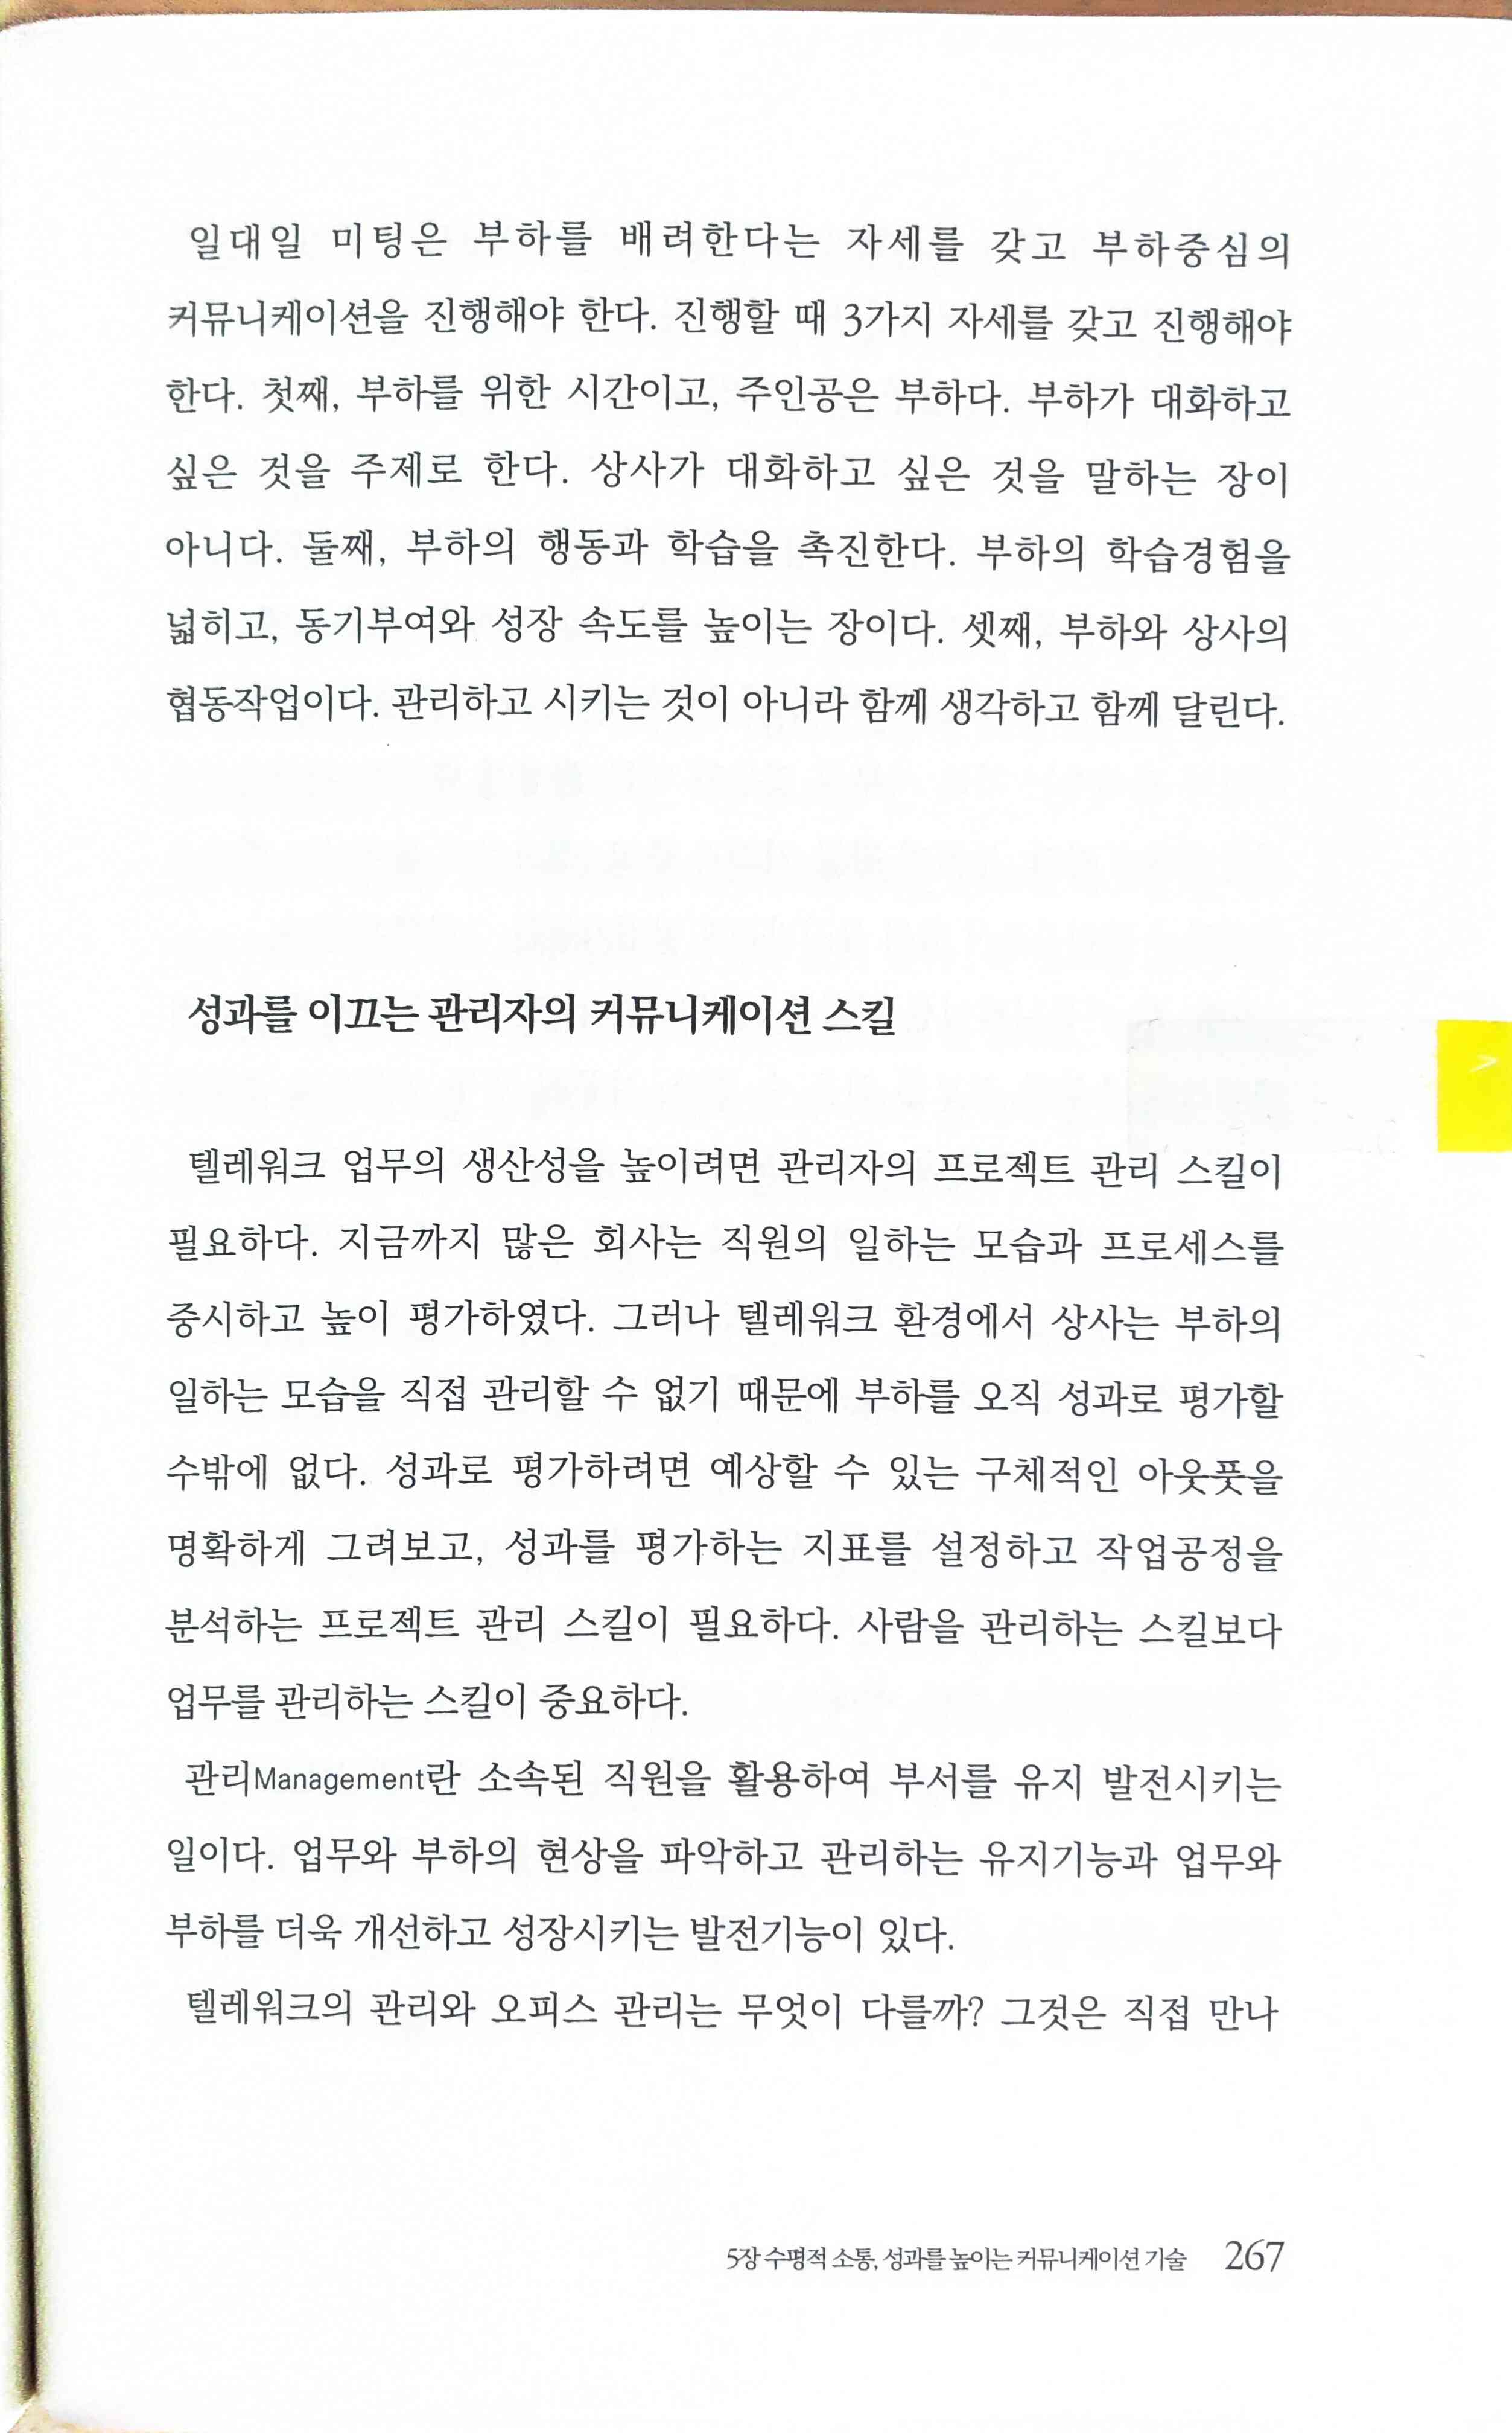 일대일 미팅은 부하를 배려한다는 자세를 갖고 부하중심의
커뮤니케이션을 진행해야 한다. 진행할 때 3가지 자세를 갖고 진행해야
한다. 첫째, 부하를 위한 시간이고, 주인공은 부하다. 부하가 대화하고
싶은 것을 주제로 한다. 상사가 대화하고 싶은 것을 말하는 장이
아니다. 둘째, 부하의 행동과 학습을 촉진한다. 부하의 학습경험을
넓히고, 동기부여와 성장 속도를 높이는 장이다. 셋째, 부하와 상사의
협동작업이다. 관리하고 시키는 것이 아니라 함께 생각하고 함께 달린다.
성과를 이끄는 관리자의 커뮤니케이션 스킬
텔레워크 업무의 생산성을 높이려면 관리자의 프로젝트 관리 스킬이
필요하다. 지금까지 많은 회사는 직원의 일하는 모습과 프로세스를
중시하고 높이 평가하였다. 그러나 텔레워크 환경에서 상사는 부하의
일하는 모습을 직접 관리할 수 없기 때문에 부하를 오직 성과로 평가할
수밖에 없다. 성과로 평가하려면 예상할 수 있는 구체적인 아웃풋을
명확하게 그려보고, 성과를 평가하는 지표를 설정하고 작업공정을
분석하는 프로젝트 관리 스킬이 필요하다. 사람을 관리하는 스킬보다
업무를 관리하는 스킬이 중요하다.
관리Management란 소속된 직원을 활용하여 부서를 유지 발전시키는
일이다. 업무와 부하의 현상을 파악하고 관리하는 유지기능과 업무와
부하를 더욱 개선하고 성장시키는 발전기능이 있다.
텔레워크의 관리와 오피스 관리는 무엇이 다를까? 그것은 직접 만나
5장 수평적 소통, 성과를 높이는 커뮤니케이션 기술 267